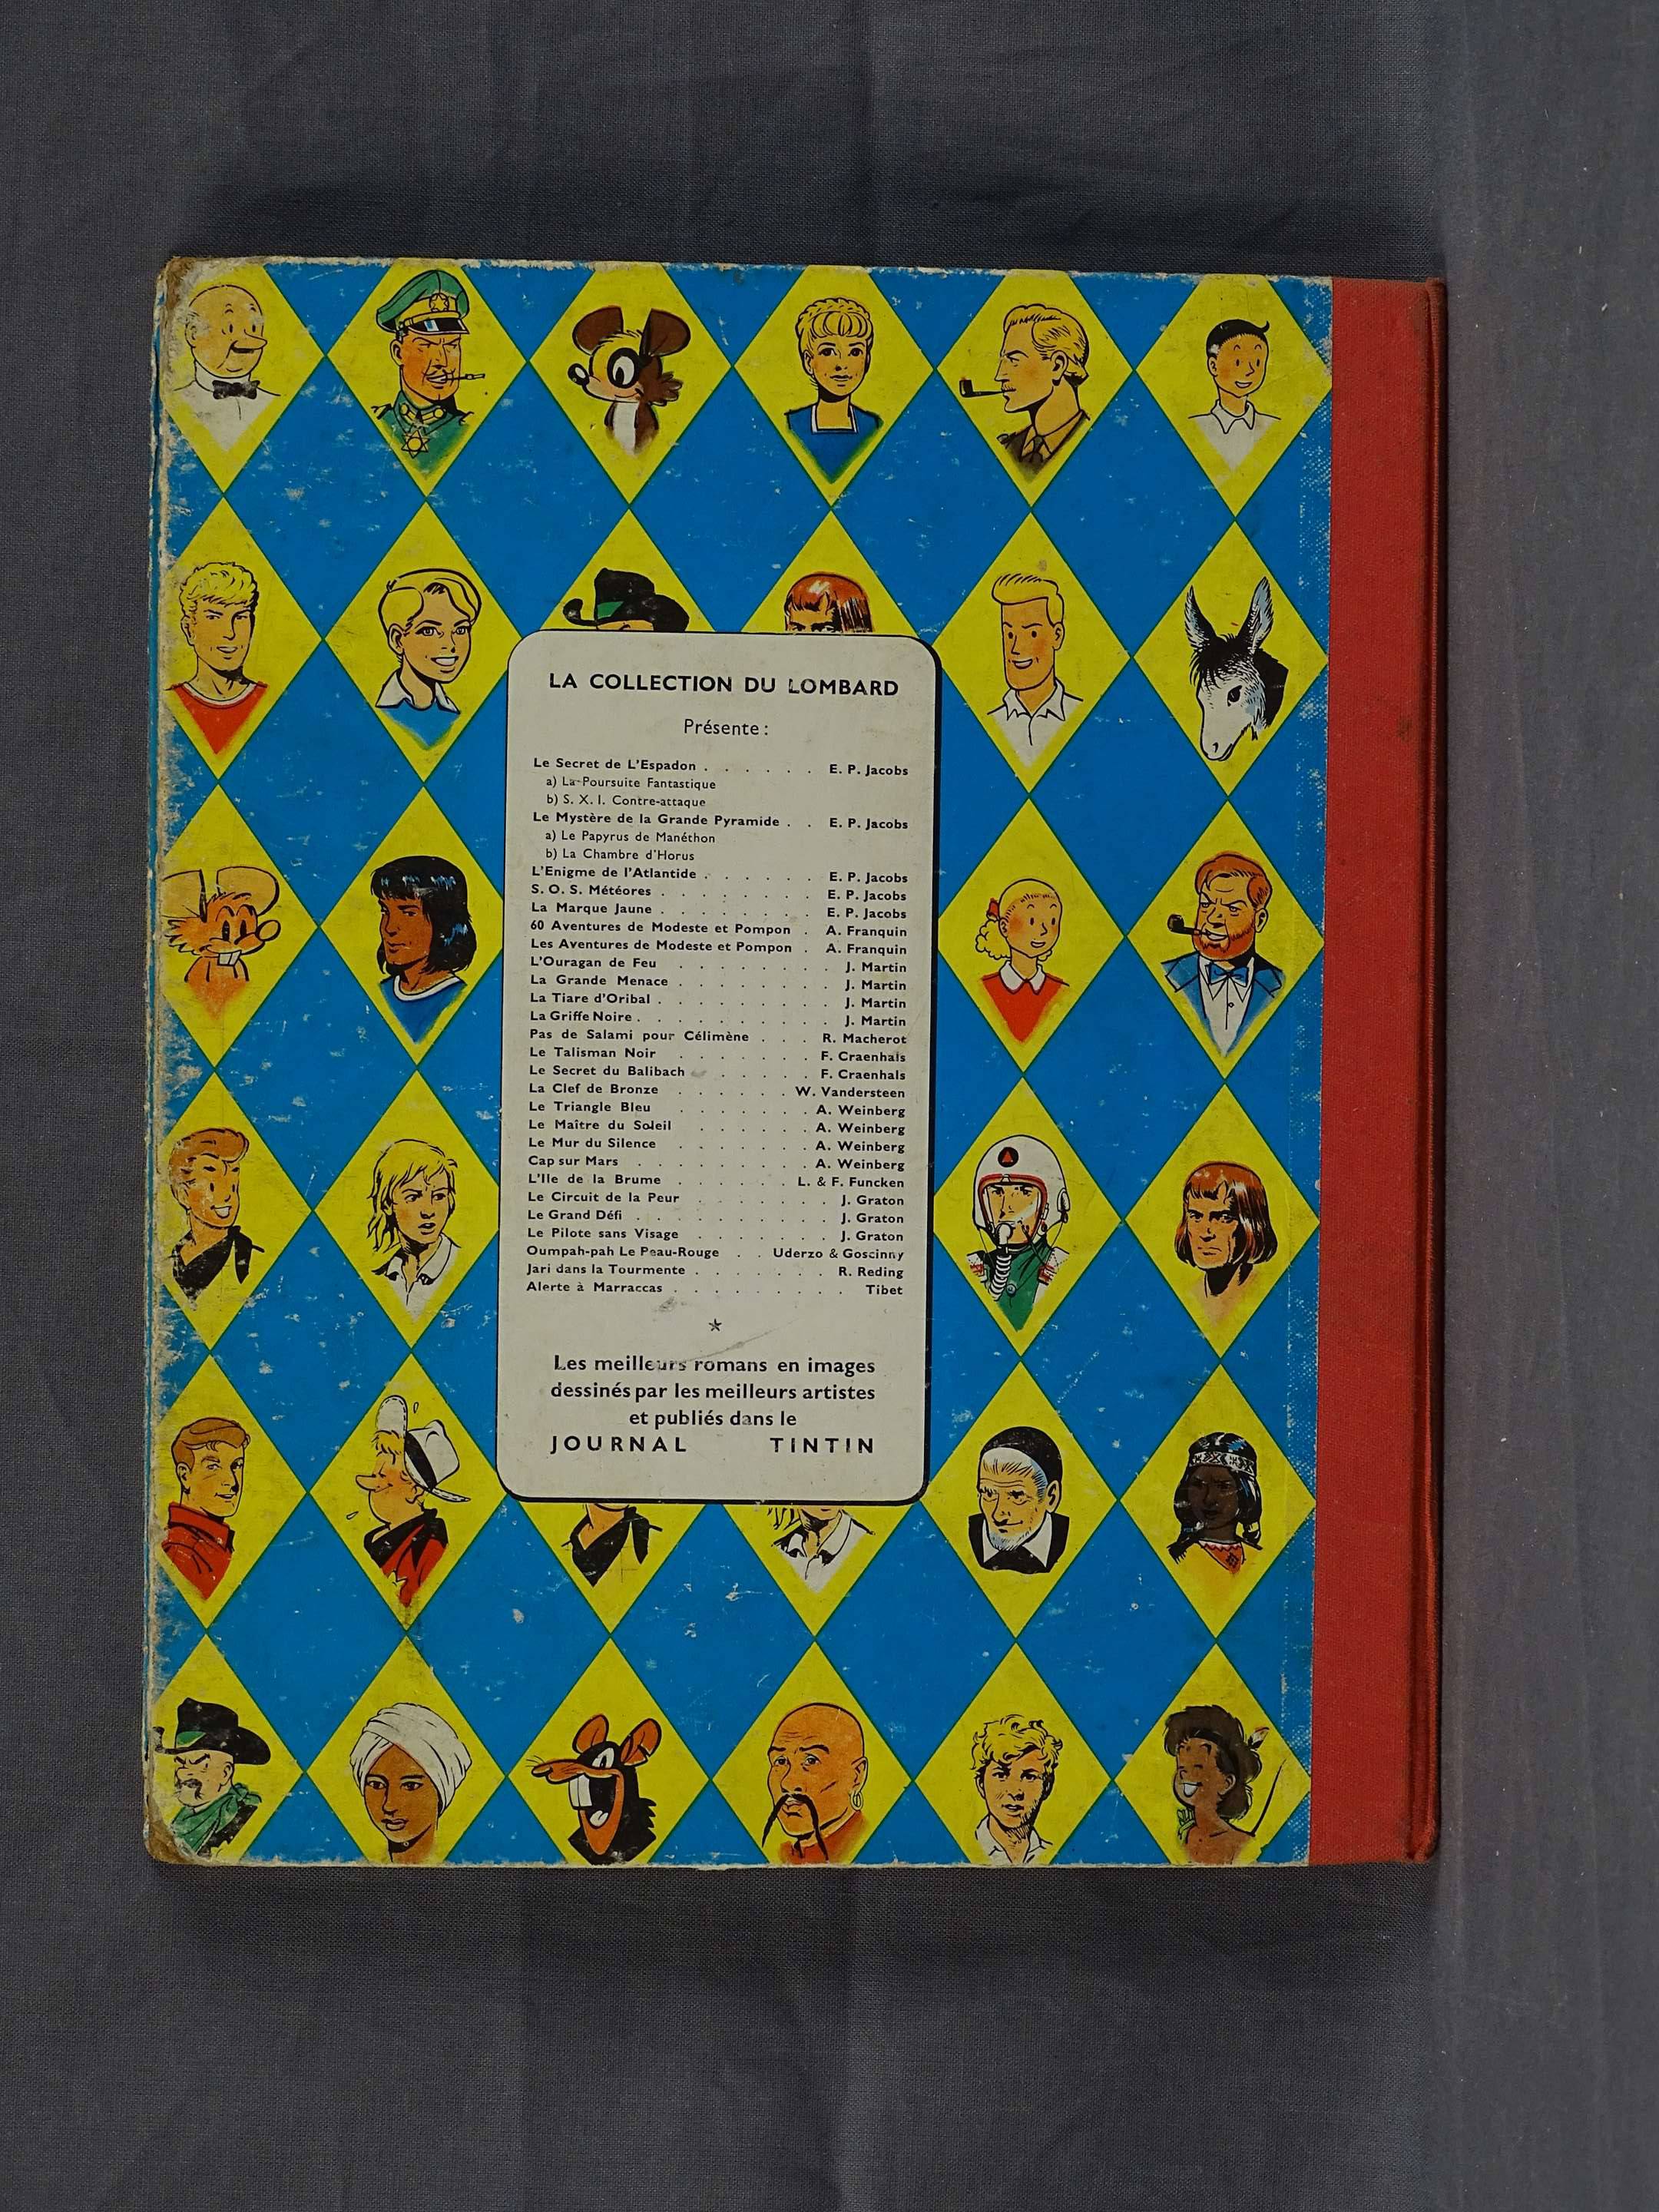 LA COLLECTION DU LOMBARD
Présente :
Le Secret de L'Espadon . . . . . . E. P. Jacobs
a) La Poursuite Fantastique
b) S. X. I. Contre-attaque
Le Mystère de la Grande Pyramide . . E. P. Jacobs
a) Le Papyrus de Manéthon
b) La Chambre d'Horus
L'Enigme de l'Atlantide . . . . . . E. P. Jacobs
S. O. S. Météores . . . . . . . . E. P. Jacobs
La Marque Jaune . . . . . . . . E. P. Jacobs
60 Aventures de Modeste et Pompon . A. Franquin
Les Aventures de Modeste et Pompon . A. Franquin
L'Ouragan de Feu . . . . . . . . J. Martin
La Grande Menace . . . . . . . . J. Martin
La Tiare d'Oribal . . . . . . . . . J. Martin
La Griffe Noire . . . . . . . . . . J. Martin
Pas de Salami pour Célimène . . . R. Macherot
Le Talisman Noir . . . . . . . F. Craenhals
Le Secret du Balibach . . . . . F. Craenhals
La Clef de Bronze . . . . . . W. Vandersteen
Le Triangle Bleu . . . . . . . A. Weinberg
Le Maître du Soleil . . . . . . A. Weinberg
Le Mur du Silence . . . . . . . A. Weinberg
Cap sur Mars . . . . . . . . . A. Weinberg
L'Ile de la Brume . . . . . . L. & F. Funcken
Le Circuit de la Peur . . . . . . . J. Graton
Le Grand Défi . . . . . . . . . . J. Graton
Le Pilote sans Visage . . . . . . . J. Graton
Oumpah-pah Le Peau-Rouge . . Uderzo & Goscinny
Jari dans la Tourmente . . . . . . . R. Reding
Alerte à Marraccas . . . . . . . . . Tibet
*
Les meilleurs romans en images
dessinés par les meilleurs artistes
et publiés dans le
JOURNAL TINTIN